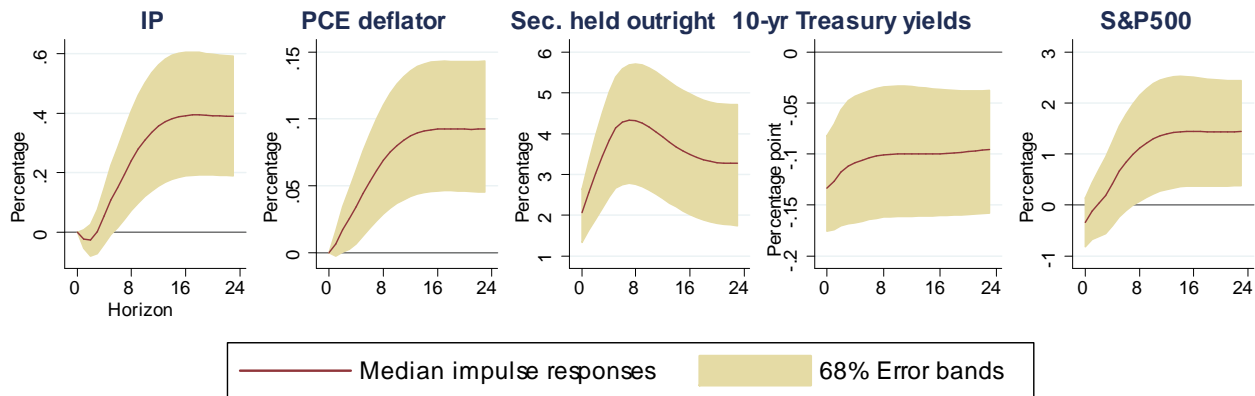 IP
Percentage
.6
.4
.2
0
0 8 16 24
Horizon
PCE deflator
Percentage
.15
.1
.05
0
0 8 16 24
Sec. held outright
Percentage
6
5
4
3
2
1
0 8 16 24
10-yr Treasury yields
Percentage point
0
-.05
-.1
-.15
-.2
0 8 16 24
S&P500
Percentage
3
2
1
0
-1
0 8 16 24
Median impulse responses
68% Error bands